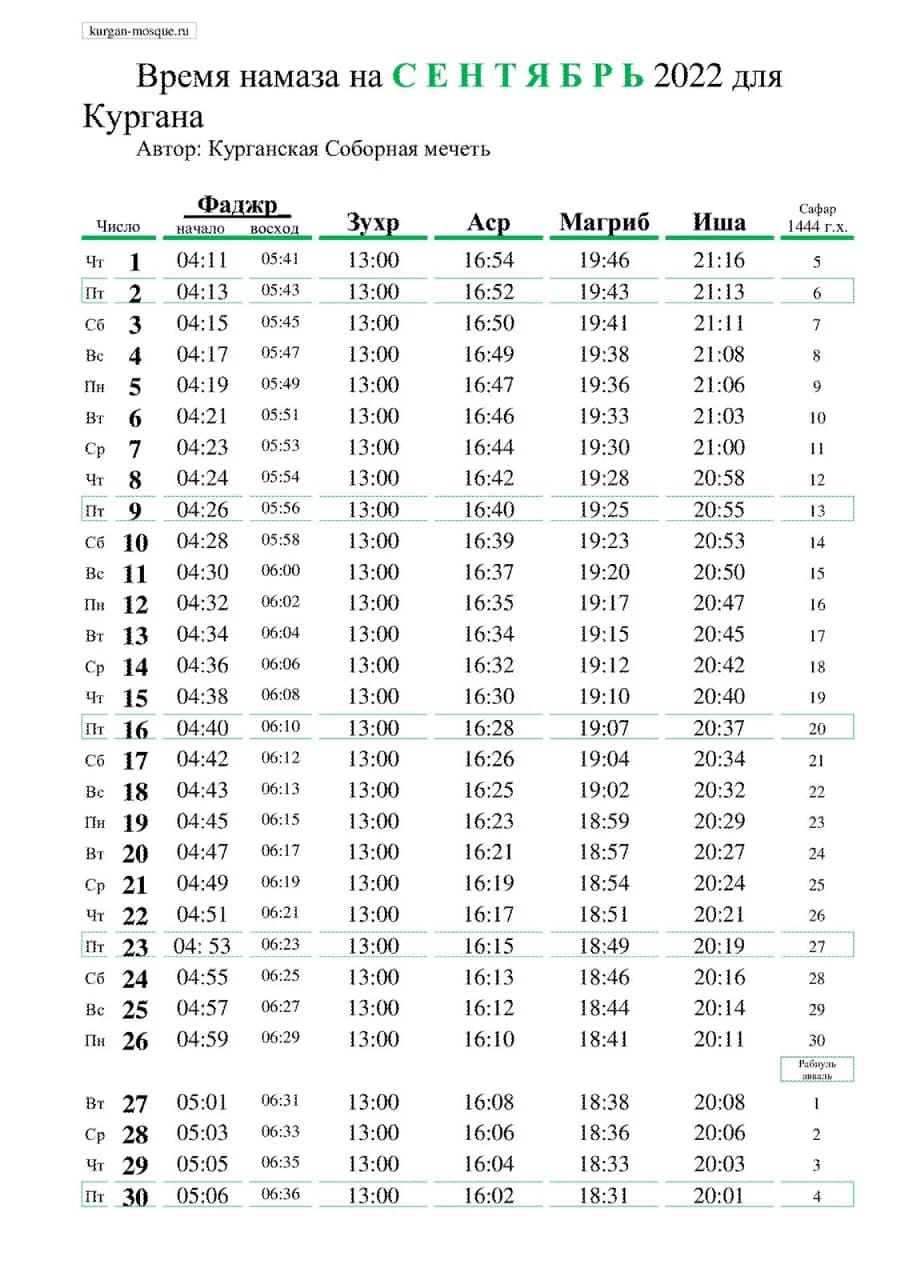 kurgan-mosque.ru
Время намаза на С Е Н Т Я Б Р Ь 2022 для
Кургана
Автор: Курганская Соборная мечеть
Число Фаджр начало восход Зухр Аср Магриб Иша Сафар 1444 г.х.
Чт 1 04:11 05:41 13:00 16:54 19:46 21:16 5
Пт 2 04:13 05:43 13:00 16:52 19:43 21:13 6
Сб 3 04:15 05:45 13:00 16:50 19:41 21:11 7
Вс 4 04:17 05:47 13:00 16:49 19:38 21:08 8
Пн 5 04:19 05:49 13:00 16:47 19:36 21:06 9
Вт 6 04:21 05:51 13:00 16:46 19:33 21:03 10
Ср 7 04:23 05:53 13:00 16:44 19:30 21:00 11
Чт 8 04:24 05:54 13:00 16:42 19:28 20:58 12
Пт 9 04:26 05:56 13:00 16:40 19:25 20:55 13
Сб 10 04:28 05:58 13:00 16:39 19:23 20:53 14
Вс 11 04:30 06:00 13:00 16:37 19:20 20:50 15
Пн 12 04:32 06:02 13:00 16:35 19:17 20:47 16
Вт 13 04:34 06:04 13:00 16:34 19:15 20:45 17
Ср 14 04:36 06:06 13:00 16:32 19:12 20:42 18
Чт 15 04:38 06:08 13:00 16:30 19:10 20:40 19
Пт 16 04:40 06:10 13:00 16:28 19:07 20:37 20
Сб 17 04:42 06:12 13:00 16:26 19:04 20:34 21
Вс 18 04:43 06:13 13:00 16:25 19:02 20:32 22
Пн 19 04:45 06:15 13:00 16:23 18:59 20:29 23
Вт 20 04:47 06:17 13:00 16:21 18:57 20:27 24
Ср 21 04:49 06:19 13:00 16:19 18:54 20:24 25
Чт 22 04:51 06:21 13:00 16:17 18:51 20:21 26
Пт 23 04: 53 06:23 13:00 16:15 18:49 20:19 27
Сб 24 04:55 06:25 13:00 16:13 18:46 20:16 28
Вс 25 04:57 06:27 13:00 16:12 18:44 20:14 29
Пн 26 04:59 06:29 13:00 16:10 18:41 20:11 30
Рабиуль
авваль
Вт 27 05:01 06:31 13:00 16:08 18:38 20:08 1
Ср 28 05:03 06:33 13:00 16:06 18:36 20:06 2
Чт 29 05:05 06:35 13:00 16:04 18:33 20:03 3
Пт 30 05:06 06:36 13:00 16:02 18:31 20:01 4